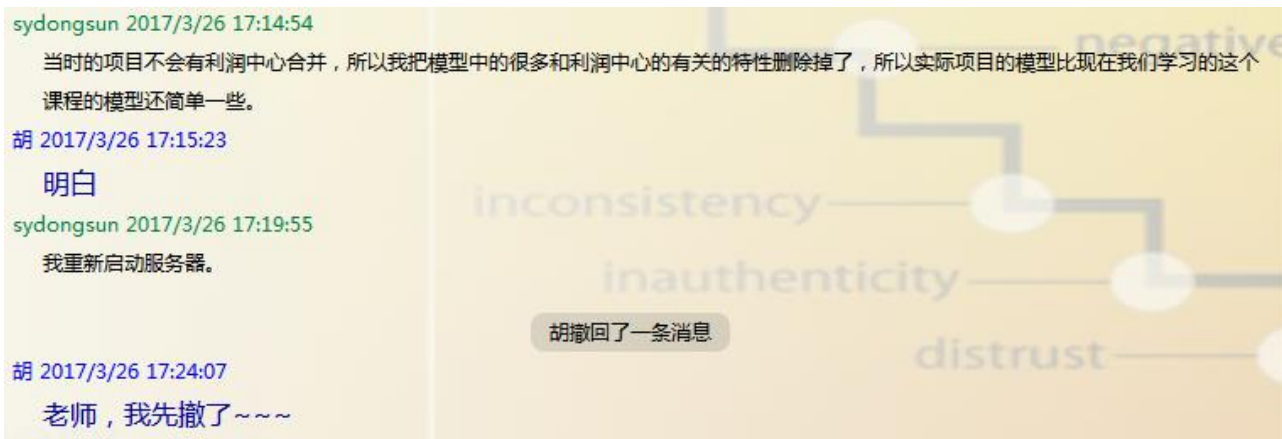 sydongsun 2017/3/26 17:14:54
当时的项目不会有利润中心合并，所以我把模型中的很多和利润中心的有关的特性删除掉了，所以实际项目的模型比现在我们学习的这个
课程的模型还简单一些。
胡 2017/3/26 17:15:23
明白
sydongsun 2017/3/26 17:19:55
我重新启动服务器。
胡撤回了一条消息
胡 2017/3/26 17:24:07
老师，我先撤了~~~
negative
inconsistency
inauthenticity
distrust